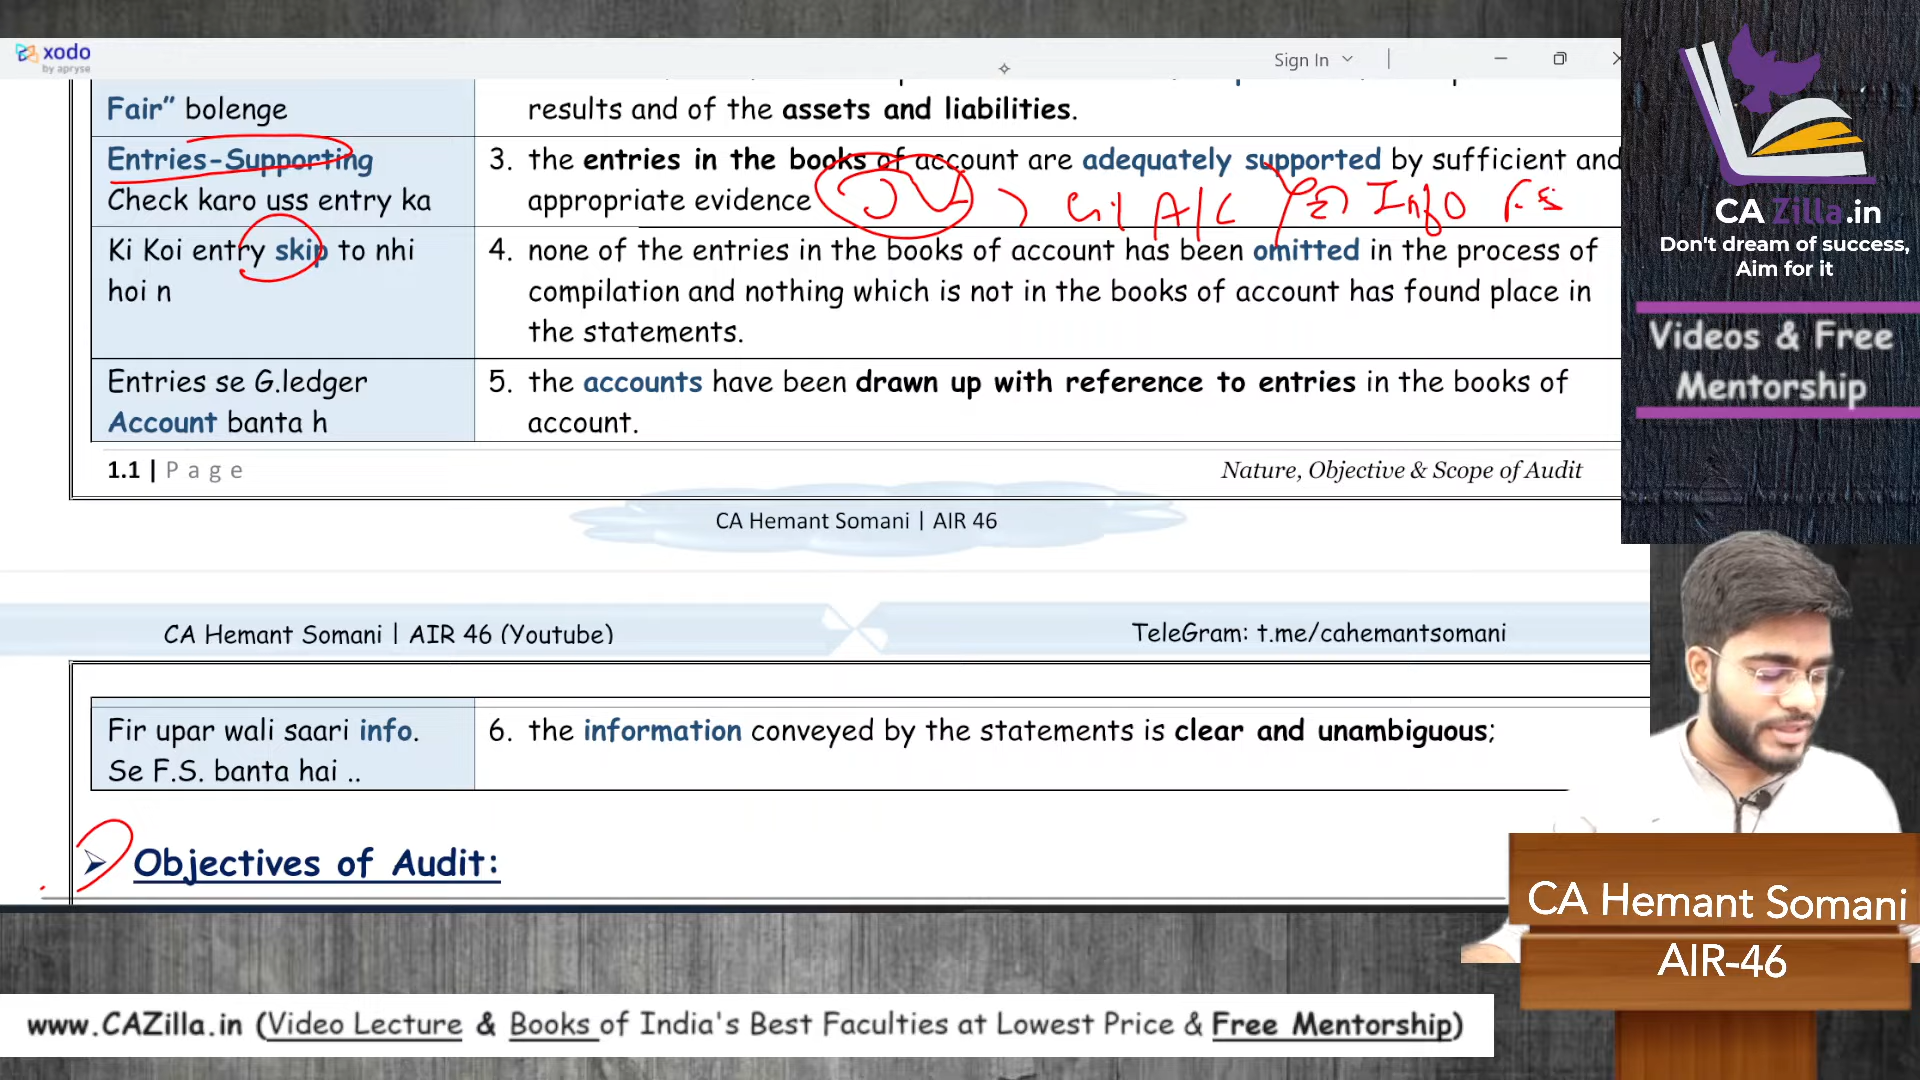 xodo
by apryse
Sign In
Fair” bolenge
results and of the assets and liabilities.
Entries-Supporting
Check karo uss entry ka
3. the entries in the books of account are adequately supported by sufficient and
appropriate evidence
JV > G.L A/C Info F.S
Ki Koi entry skip to nhi
hoi n
4. none of the entries in the books of account has been omitted in the process of
compilation and nothing which is not in the books of account has found place in
the statements.
Entries se G.ledger
Account banta h
5. the accounts have been drawn up with reference to entries in the books of
account.
1.1 | Page
Nature, Objective & Scope of Audit
CA Hemant Somani | AIR 46
CA Hemant Somani | AIR 46 (Youtube)
TeleGram: t.me/cahemantsomani
Fir upar wali saari info.
Se F.S. banta hai ..
6. the information conveyed by the statements is clear and unambiguous;
➢ Objectives of Audit:
CA Zilla.in
Don't dream of success,
Aim for it
Videos & Free
Mentorship
CA Hemant Somani
AIR-46
www.CAZilla.in (Video Lecture & Books of India's Best Faculties at Lowest Price & Free Mentorship)